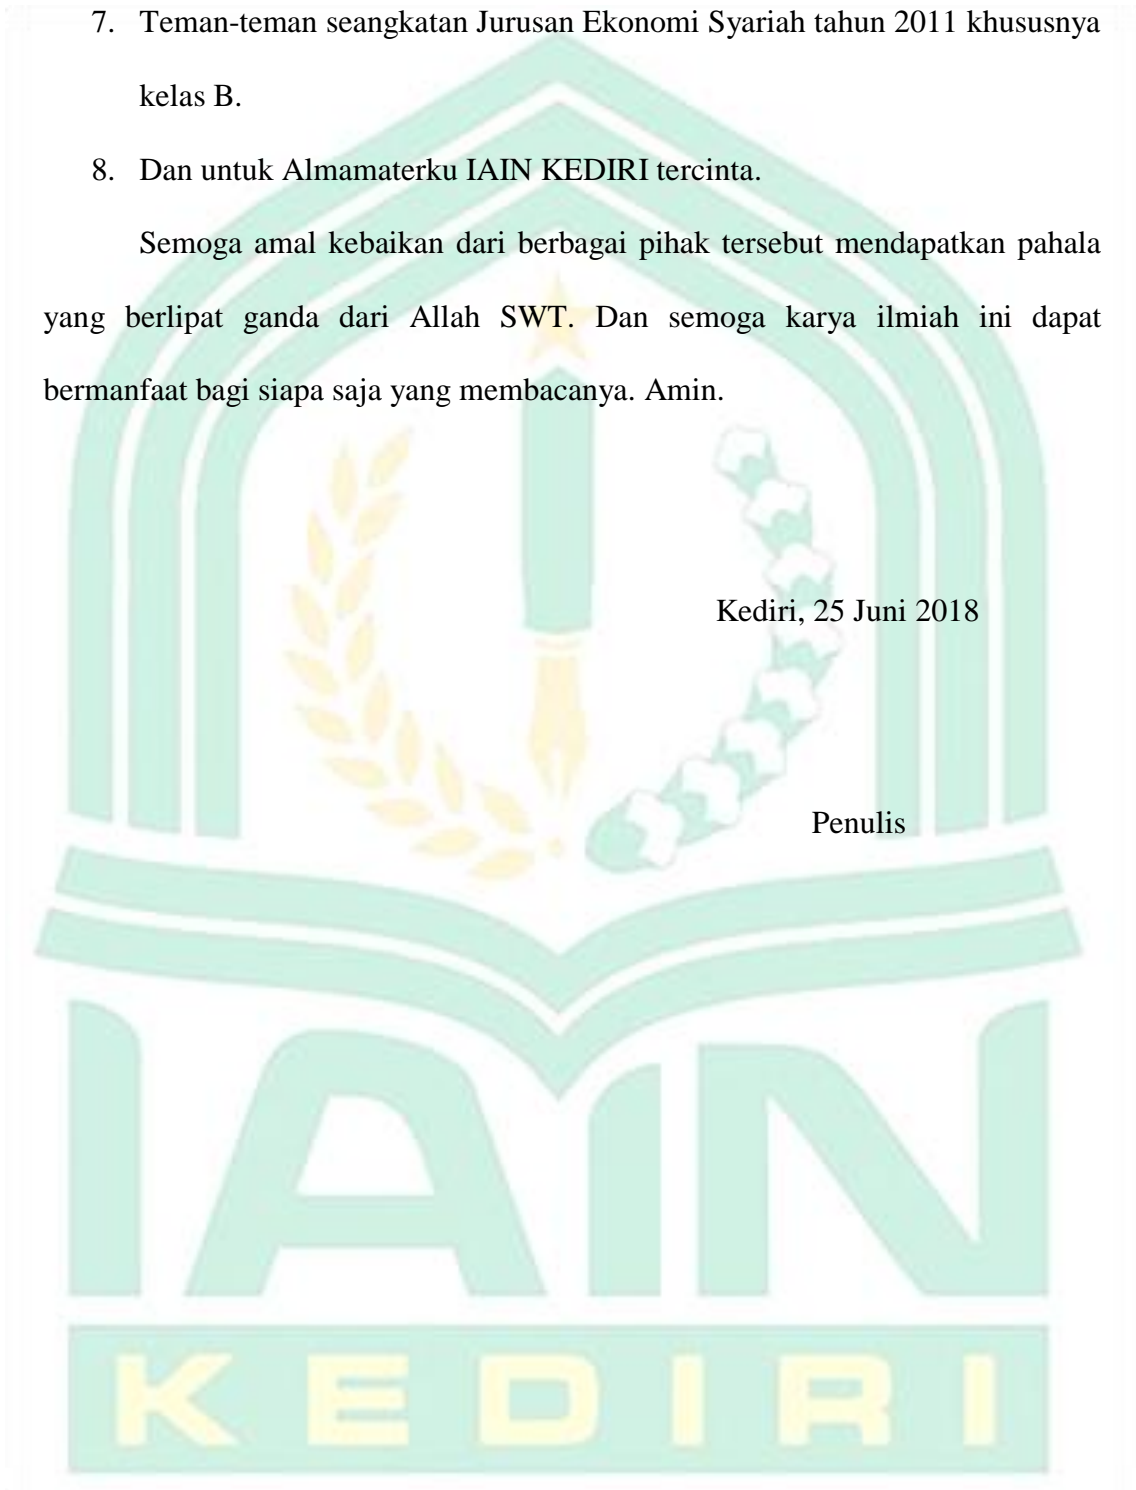 7. Teman-teman seangkatan Jurusan Ekonomi Syariah tahun 2011 khususnya
kelas B.
8. Dan untuk Almamaterku IAIN KEDIRI tercinta.
Semoga amal kebaikan dari berbagai pihak tersebut mendapatkan pahala
yang berlipat ganda dari Allah SWT. Dan semoga karya ilmiah ini dapat
bermanfaat bagi siapa saja yang membacanya. Amin.
Kediri, 25 Juni 2018
Penulis
IAIN
KEDIRI